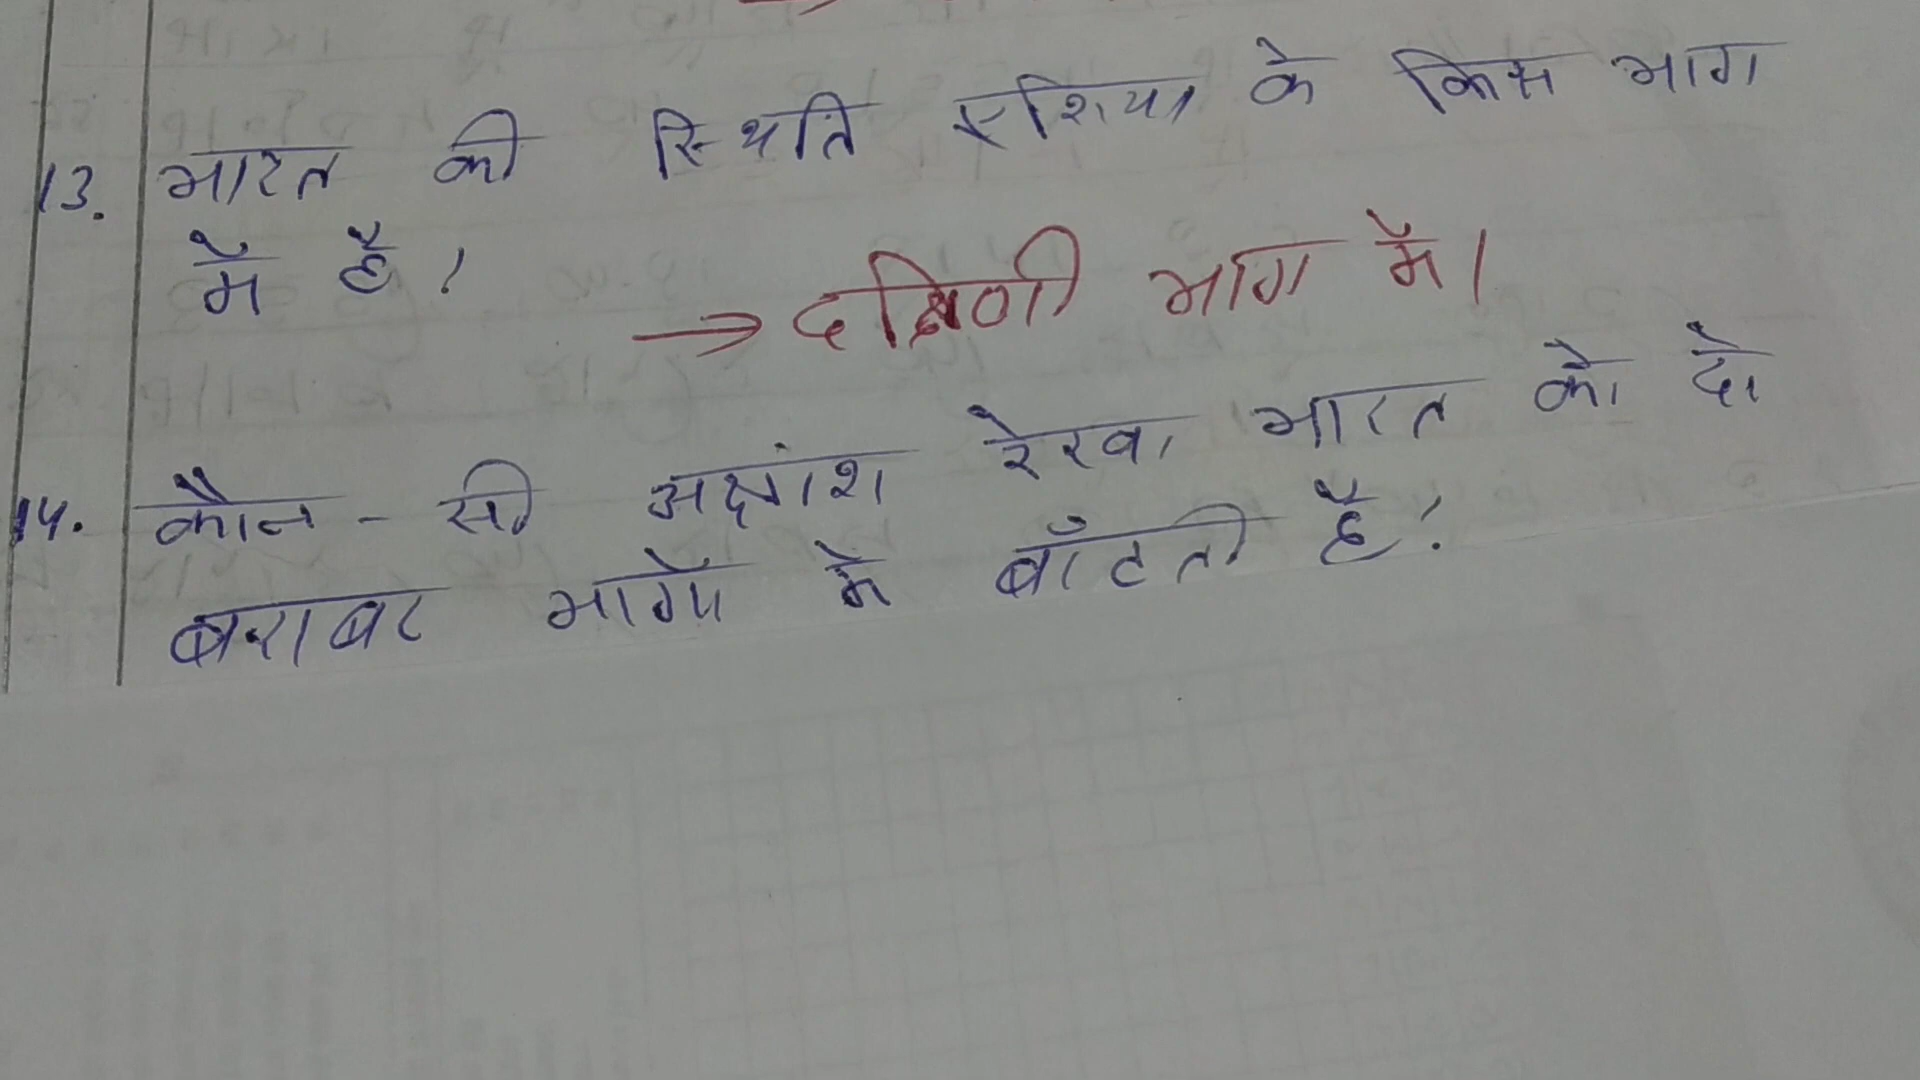 13. भारत की स्थिति एशिया के किस भाग
में है?
→ दक्षिणी भाग में।
14. कौन - सी अक्षांश रेखा भारत को दो
बराबर भागों में बाँटती है?